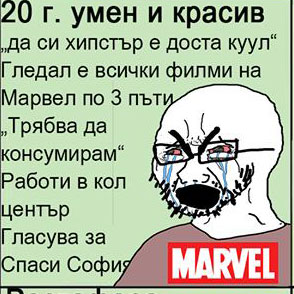 20 г. умен и красив
„да си хипстър е доста куул“
Гледал е всички филми на
Марвел по 3 пъти
„Трябва да
консумирам“
Работи в кол
център
Гласува за
Спаси София
MARVEL